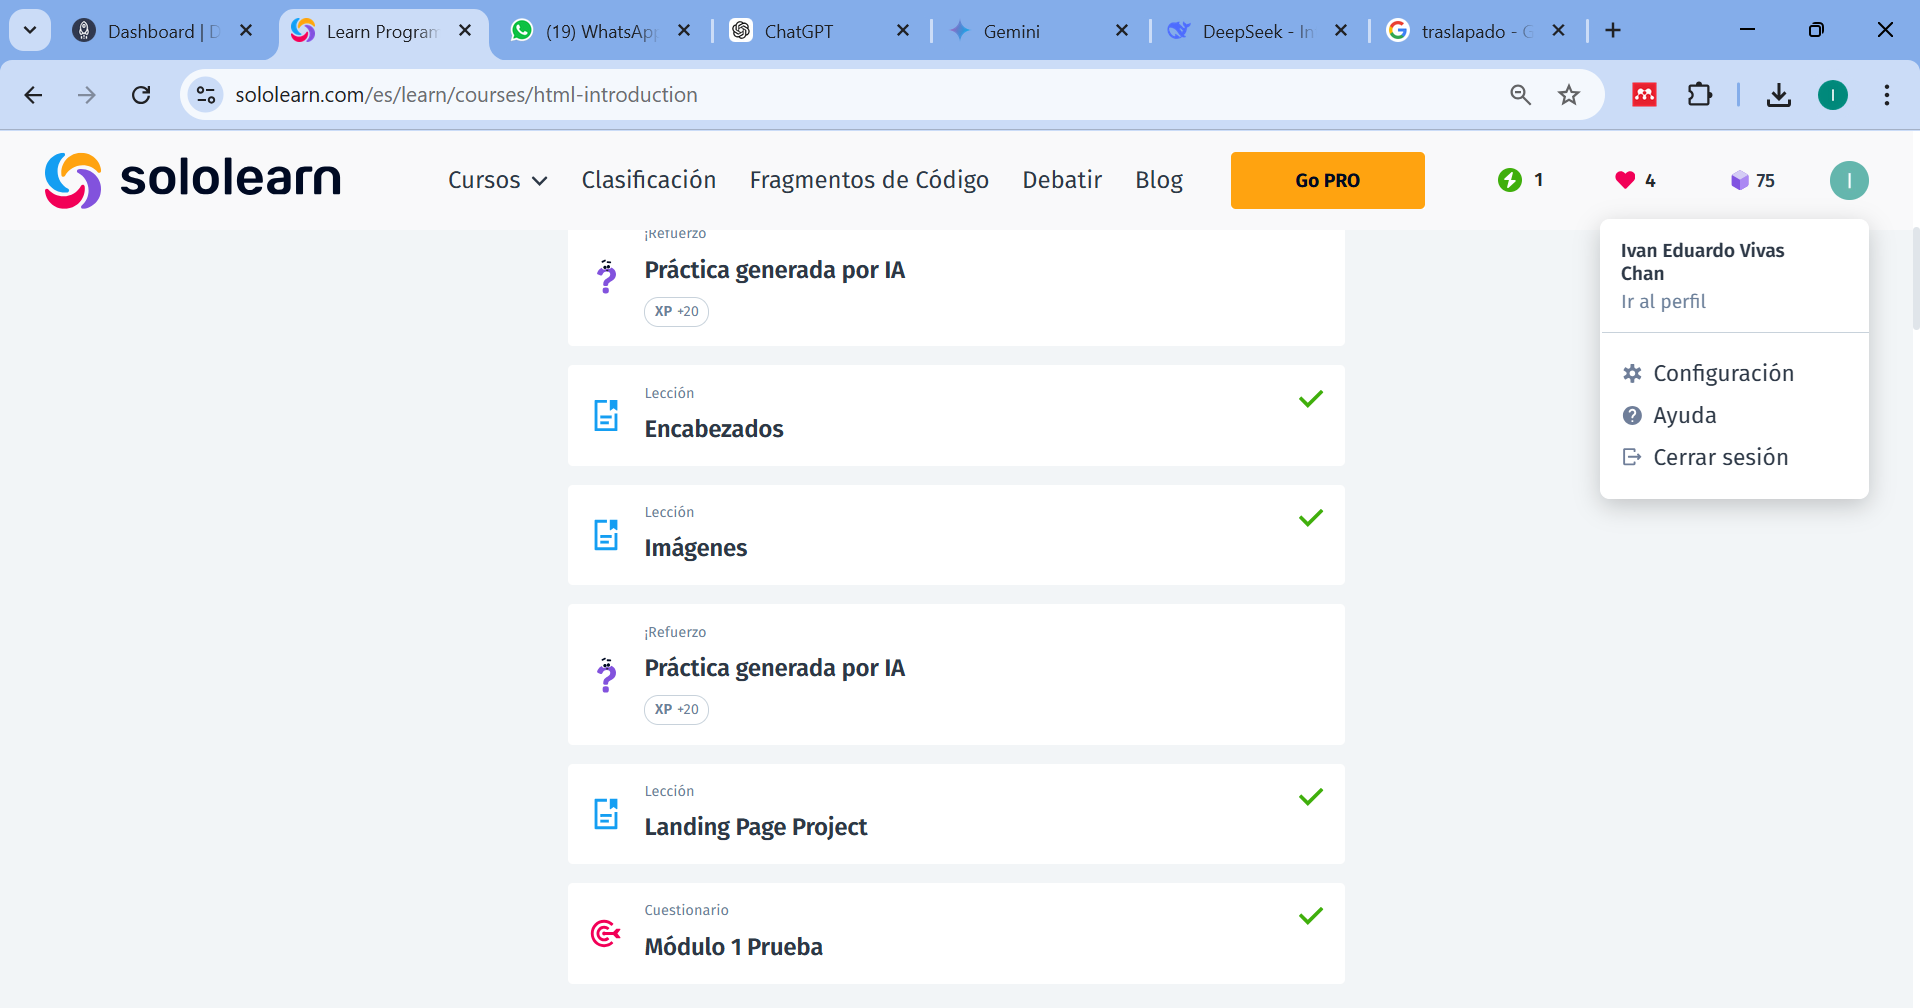 Dashboard | D
Learn Program
(19) WhatsApp
ChatGPT
Gemini
DeepSeek - In
traslapado - G
sololearn.com/es/learn/courses/html-introduction
I
sololearn
Cursos
Clasificación
Fragmentos de Código
Debatir
Blog
Go PRO
1
4
75
I
Ivan Eduardo Vivas
Chan
Ir al perfil
Configuración
Ayuda
Cerrar sesión
¡Refuerzo
Práctica generada por IA
XP +20
Lección
Encabezados
Lección
Imágenes
¡Refuerzo
Práctica generada por IA
XP +20
Lección
Landing Page Project
Cuestionario
Módulo 1 Prueba